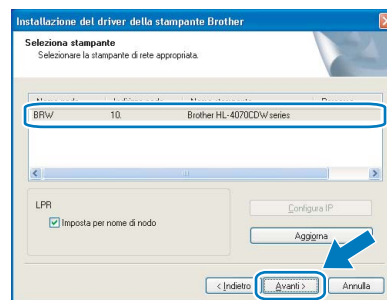 Installazione del driver della stampante Brother
Seleziona stampante
Selezionare la stampante di rete appropriata.
BRW 10. Brother HL-4070CDW series
LPR
Imposta per nome di nodo
Configura IP
Aggiorna
< Indietro Avanti > Annulla